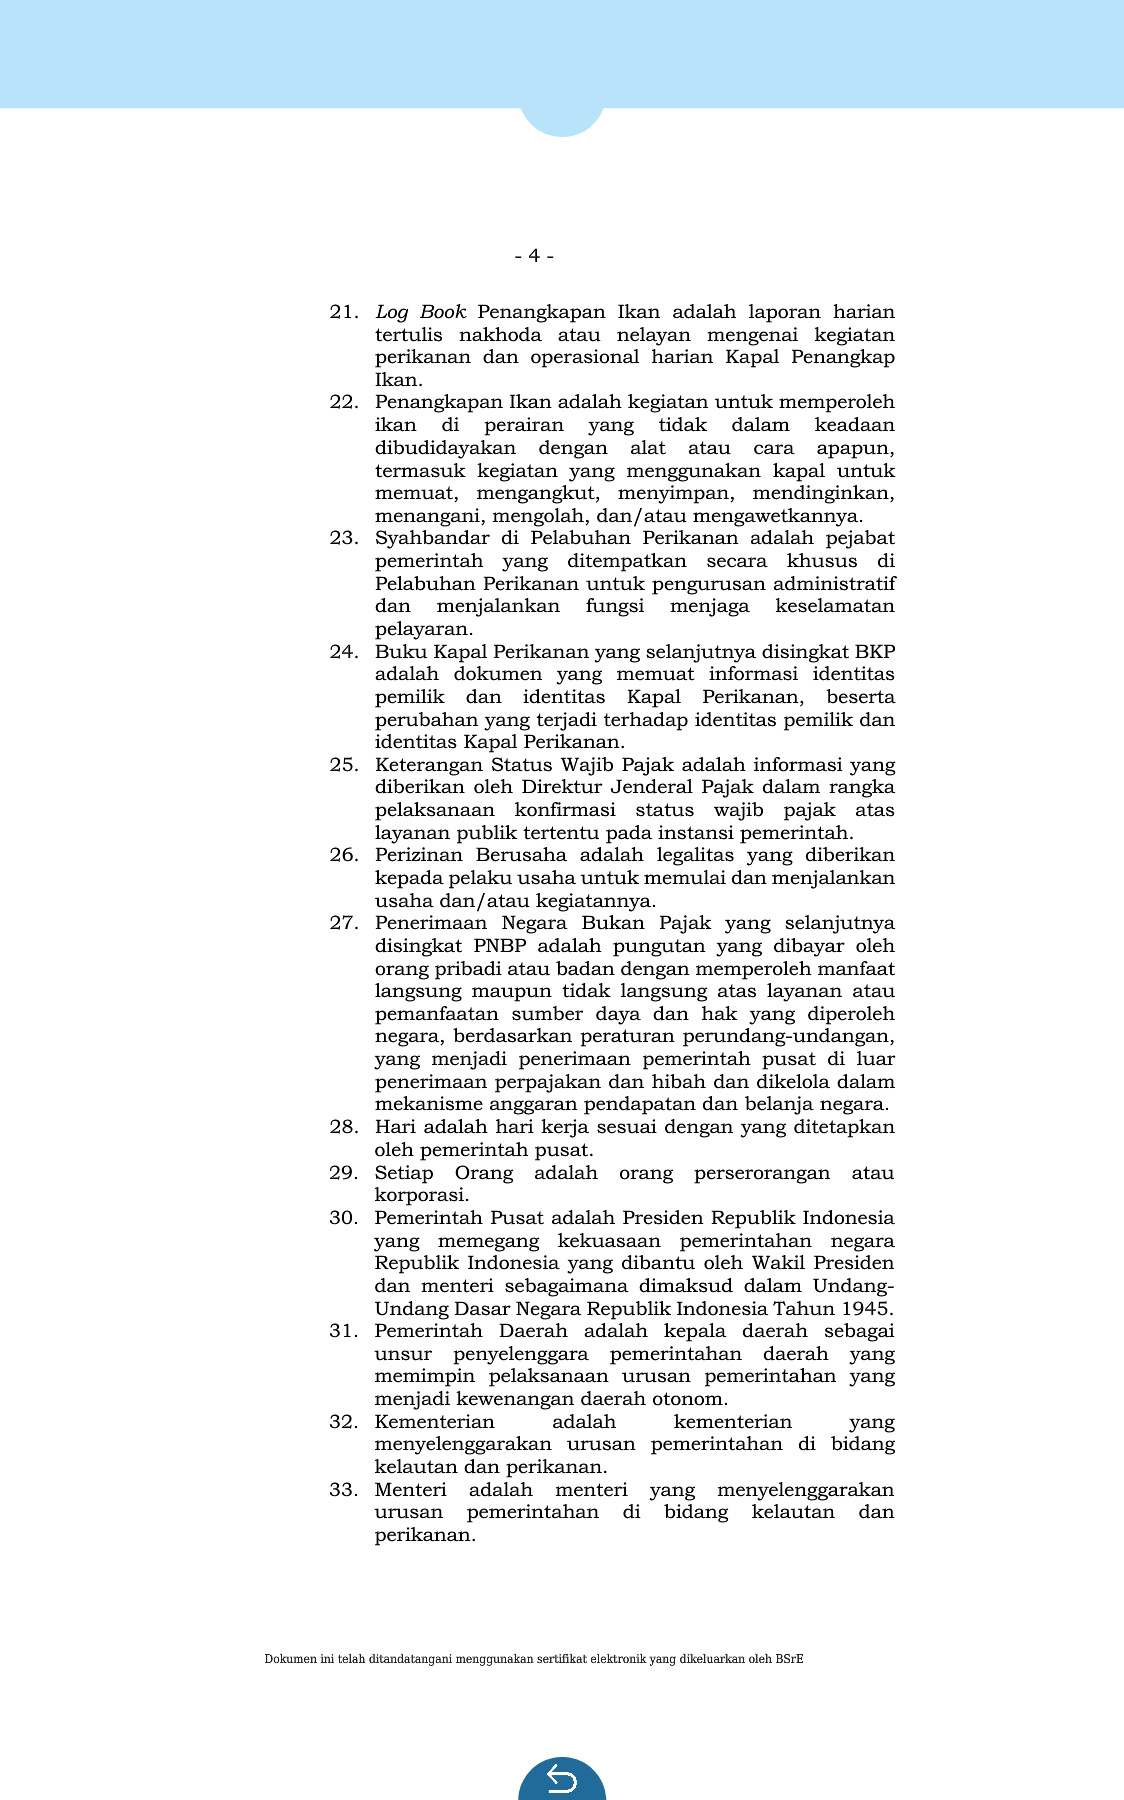 - 4 -
21. Log Book Penangkapan Ikan adalah laporan harian
tertulis nakhoda atau nelayan mengenai kegiatan
perikanan dan operasional harian Kapal Penangkap
Ikan.
22. Penangkapan Ikan adalah kegiatan untuk memperoleh
ikan di perairan yang tidak dalam keadaan
dibudidayakan dengan alat atau cara apapun,
termasuk kegiatan yang menggunakan kapal untuk
memuat, mengangkut, menyimpan, mendinginkan,
menangani, mengolah, dan/atau mengawetkannya.
23. Syahbandar di Pelabuhan Perikanan adalah pejabat
pemerintah yang ditempatkan secara khusus di
Pelabuhan Perikanan untuk pengurusan administratif
dan menjalankan fungsi menjaga keselamatan
pelayaran.
24. Buku Kapal Perikanan yang selanjutnya disingkat BKP
adalah dokumen yang memuat informasi identitas
pemilik dan identitas Kapal Perikanan, beserta
perubahan yang terjadi terhadap identitas pemilik dan
identitas Kapal Perikanan.
25. Keterangan Status Wajib Pajak adalah informasi yang
diberikan oleh Direktur Jenderal Pajak dalam rangka
pelaksanaan konfirmasi status wajib pajak atas
layanan publik tertentu pada instansi pemerintah.
26. Perizinan Berusaha adalah legalitas yang diberikan
kepada pelaku usaha untuk memulai dan menjalankan
usaha dan/atau kegiatannya.
27. Penerimaan Negara Bukan Pajak yang selanjutnya
disingkat PNBP adalah pungutan yang dibayar oleh
orang pribadi atau badan dengan memperoleh manfaat
langsung maupun tidak langsung atas layanan atau
pemanfaatan sumber daya dan hak yang diperoleh
negara, berdasarkan peraturan perundang-undangan,
yang menjadi penerimaan pemerintah pusat di luar
penerimaan perpajakan dan hibah dan dikelola dalam
mekanisme anggaran pendapatan dan belanja negara.
28. Hari adalah hari kerja sesuai dengan yang ditetapkan
oleh pemerintah pusat.
29. Setiap Orang adalah orang perserorangan atau
korporasi.
30. Pemerintah Pusat adalah Presiden Republik Indonesia
yang memegang kekuasaan pemerintahan negara
Republik Indonesia yang dibantu oleh Wakil Presiden
dan menteri sebagaimana dimaksud dalam Undang-
Undang Dasar Negara Republik Indonesia Tahun 1945.
31. Pemerintah Daerah adalah kepala daerah sebagai
unsur penyelenggara pemerintahan daerah yang
memimpin pelaksanaan urusan pemerintahan yang
menjadi kewenangan daerah otonom.
32. Kementerian adalah kementerian yang
menyelenggarakan urusan pemerintahan di bidang
kelautan dan perikanan.
33. Menteri adalah menteri yang menyelenggarakan
urusan pemerintahan di bidang kelautan dan
perikanan.
Dokumen ini telah ditandatangani menggunakan sertifikat elektronik yang dikeluarkan oleh BSrE